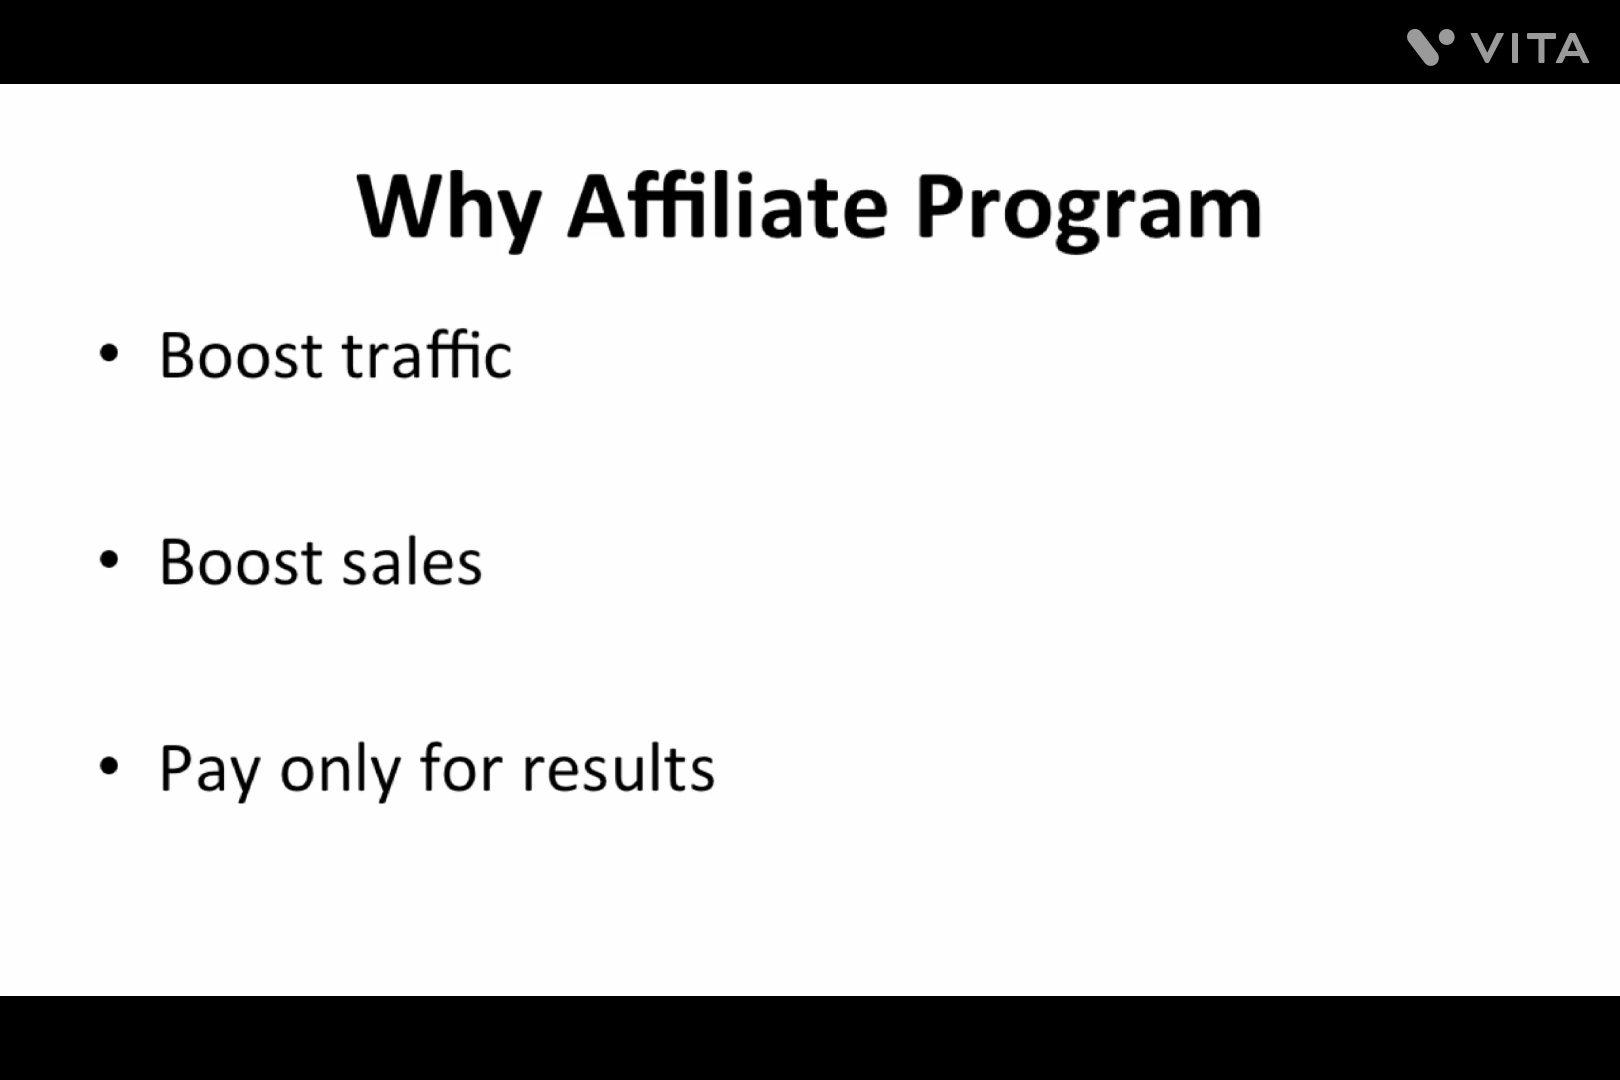 VITA
Why Affiliate Program
• Boost traffic
• Boost sales
• Pay only for results